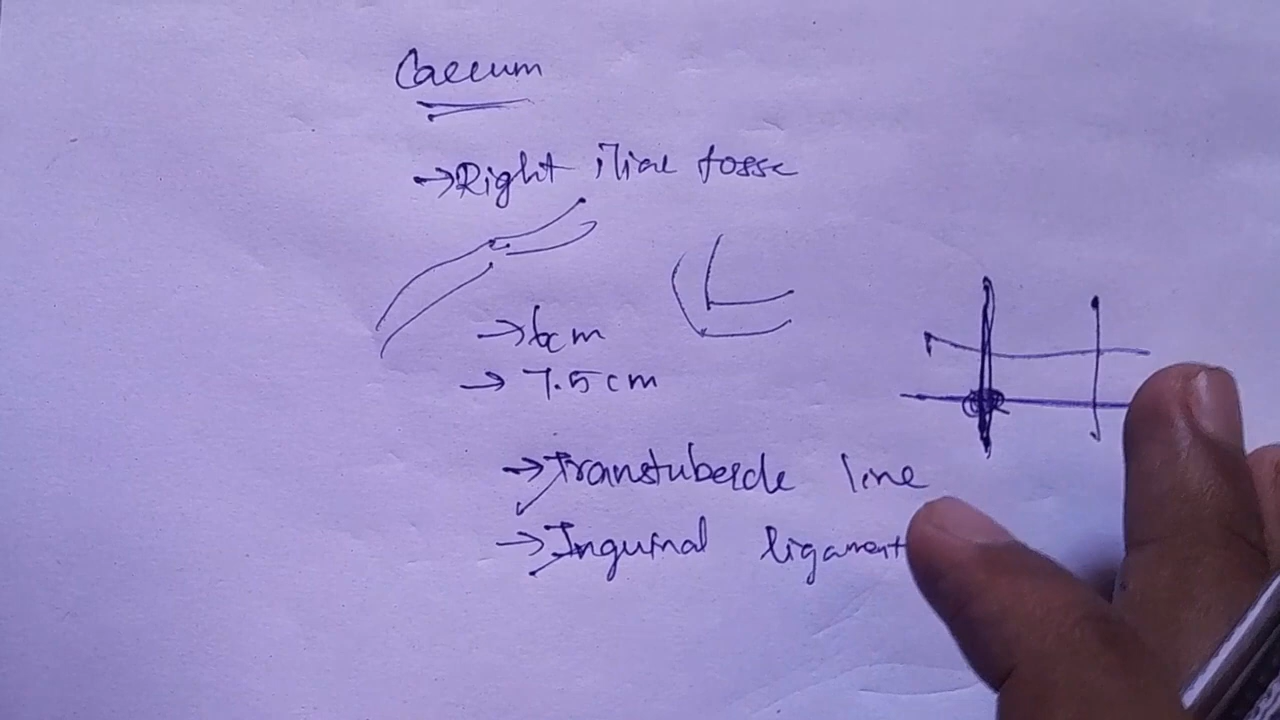 Caecum
→Right iliac fossa
→6cm
→7.5cm
→Transtubercle line
→Inguinal ligament